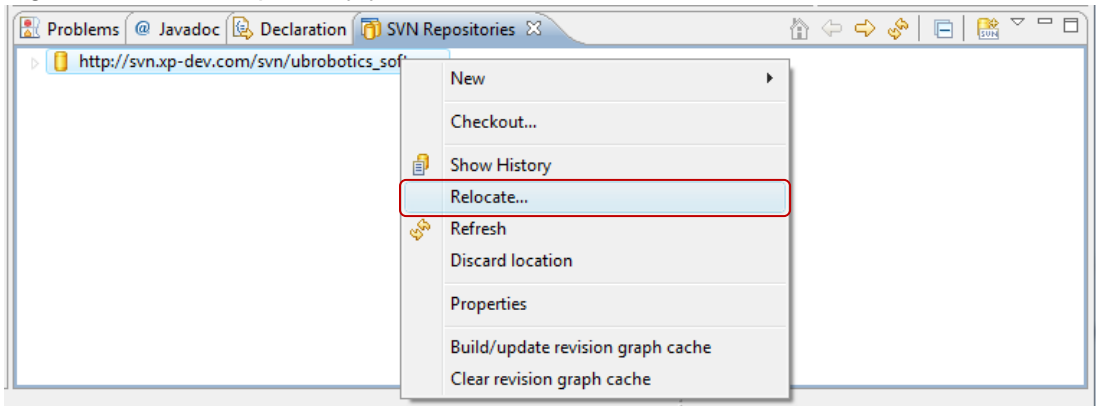 Problems @ Javadoc Declaration SVN Repositories
http://svn.xp-dev.com/svn/ubrobotics_sof
New
Checkout...
Show History
Relocate...
Refresh
Discard location
Properties
Build/update revision graph cache
Clear revision graph cache